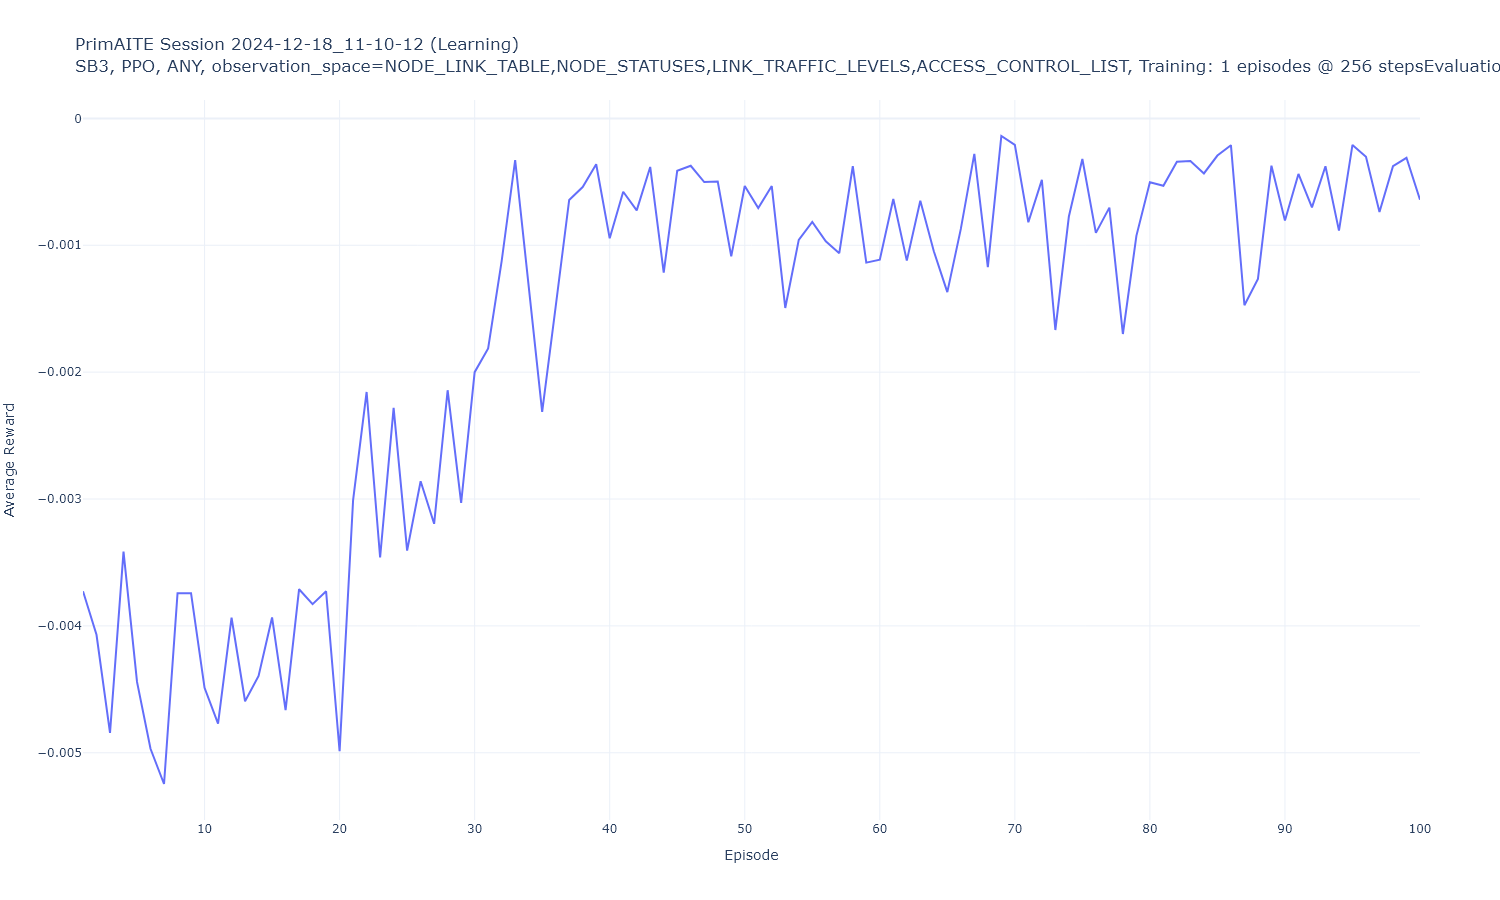 PrimAITE Session 2024-12-18_11-10-12 (Learning)
SB3, PPO, ANY, observation_space=NODE_LINK_TABLE,NODE_STATUSES,LINK_TRAFFIC_LEVELS,ACCESS_CONTROL_LIST, Training: 1 episodes @ 256 stepsEvaluatio
0
−0.001
−0.002
−0.003
−0.004
−0.005
Average Reward
10 20 30 40 50 60 70 80 90 100
Episode